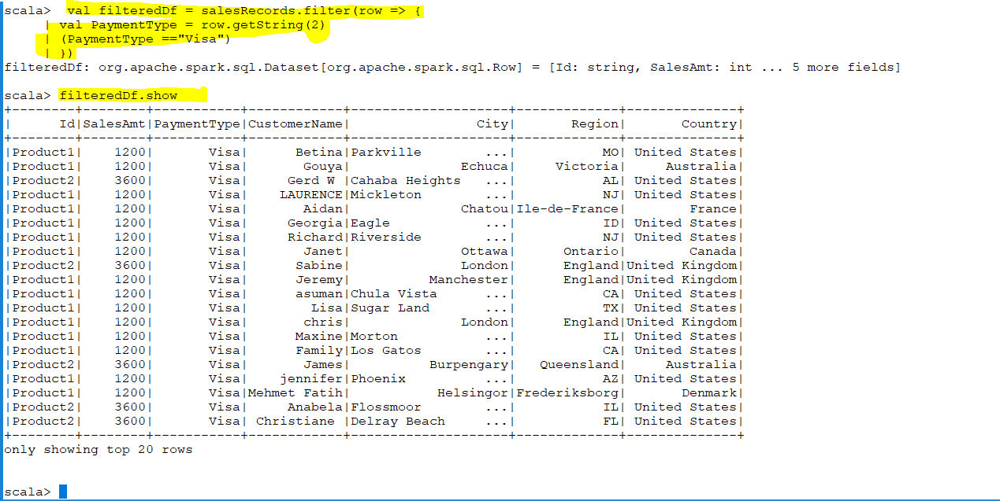 scala>  val filteredDf = salesRecords.filter(row => {
     | val PaymentType = row.getString(2)
     | (PaymentType =="Visa")
     | })
filteredDf: org.apache.spark.sql.Dataset[org.apache.spark.sql.Row] = [Id: string, SalesAmt: int ... 5 more fields]
scala> filteredDf.show
+--------+--------+-----------+------------+--------------------+-------------+--------------+
|      Id|SalesAmt|PaymentType|CustomerName|                City|       Region|       Country|
+--------+--------+-----------+------------+--------------------+-------------+--------------+
|Product1|    1200|       Visa|      Betina|Parkville        ...|           MO| United States|
|Product1|    1200|       Visa|       Gouya|              Echuca|     Victoria|     Australia|
|Product2|    3600|       Visa|     Gerd W |Cahaba Heights   ...|           AL| United States|
|Product1|    1200|       Visa|    LAURENCE|Mickleton        ...|           NJ| United States|
|Product1|    1200|       Visa|       Aidan|              Chatou|Ile-de-France|        France|
|Product1|    1200|       Visa|     Georgia|Eagle            ...|           ID| United States|
|Product1|    1200|       Visa|     Richard|Riverside        ...|           NJ| United States|
|Product1|    1200|       Visa|       Janet|              Ottawa|      Ontario|        Canada|
|Product2|    3600|       Visa|      Sabine|              London|      England|United Kingdom|
|Product1|    1200|       Visa|      Jeremy|          Manchester|      England|United Kingdom|
|Product1|    1200|       Visa|      asuman|Chula Vista      ...|           CA| United States|
|Product1|    1200|       Visa|        Lisa|Sugar Land       ...|           TX| United States|
|Product1|    1200|       Visa|       chris|              London|      England|United Kingdom|
|Product1|    1200|       Visa|      Maxine|Morton           ...|           IL| United States|
|Product1|    1200|       Visa|      Family|Los Gatos        ...|           CA| United States|
|Product2|    3600|       Visa|       James|          Burpengary|   Queensland|     Australia|
|Product1|    1200|       Visa|    jennifer|Phoenix          ...|           AZ| United States|
|Product1|    1200|       Visa|Mehmet Fatih|           Helsingor|Frederiksborg|       Denmark|
|Product2|    3600|       Visa|     Anabela|Flossmoor        ...|           IL| United States|
|Product2|    3600|       Visa| Christiane |Delray Beach     ...|           FL| United States|
+--------+--------+-----------+------------+--------------------+-------------+--------------+
only showing top 20 rows
scala>